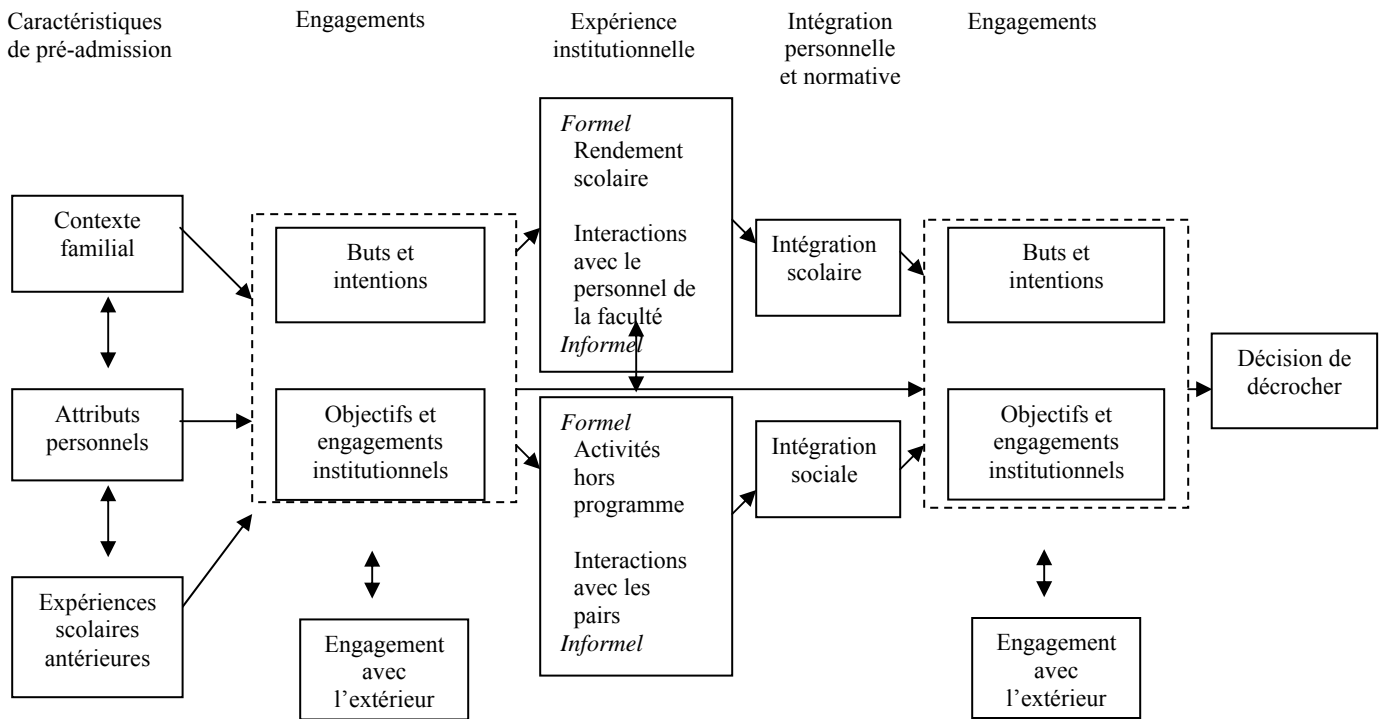 Caractéristiques
de pré-admission
Engagements
Expérience
institutionnelle
Intégration
personnelle
et normative
Engagements
Contexte
familial
Attributs
personnels
Expériences
scolaires
antérieures
Buts et
intentions
Objectifs et
engagements
institutionnels
Engagement
avec
l’extérieur
Formel
Rendement
scolaire
Interactions
avec le
personnel de
la faculté
Informel
Formel
Activités
hors
programme
Interactions
avec les
pairs
Informel
Intégration
scolaire
Intégration
sociale
Buts et
intentions
Objectifs et
engagements
institutionnels
Engagement
avec
l’extérieur
Décision de
décrocher